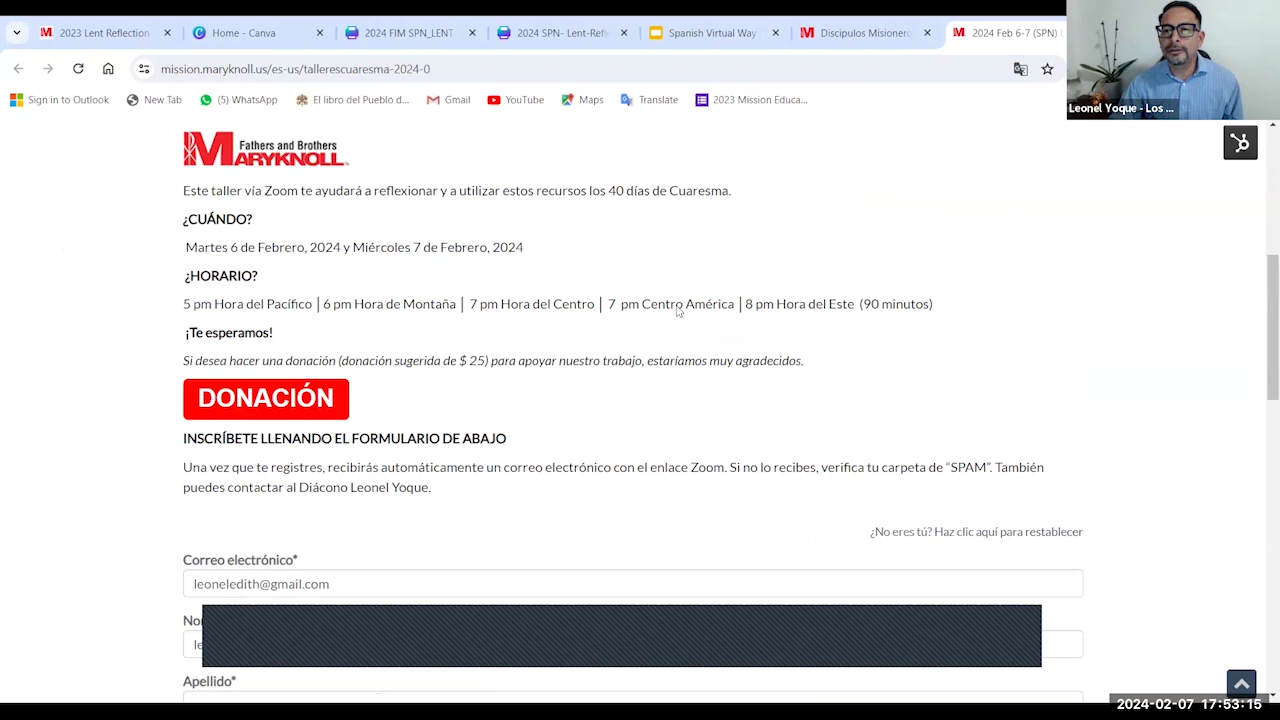 2023 Lent Reflection
Home - Canva
2024 FIM SPN_LENT
2024 SPN- Lent-Refl
Spanish Virtual Way
Discipulos Misionero
2024 Feb 6-7 (SPN)
mission.maryknoll.us/es-us/tallerescuaresma-2024-0
Sign in to Outlook
New Tab
(5) WhatsApp
El libro del Pueblo d...
Gmail
YouTube
Maps
Translate
2023 Mission Educa...
Leonel Yoque - Los ...
Fathers and Brothers
MARYKNOLL
Este taller vía Zoom te ayudará a reflexionar y a utilizar estos recursos los 40 días de Cuaresma.
¿CUÁNDO?
Martes 6 de Febrero, 2024 y Miércoles 7 de Febrero, 2024
¿HORARIO?
5 pm Hora del Pacífico | 6 pm Hora de Montaña | 7 pm Hora del Centro | 7 pm Centro América | 8 pm Hora del Este (90 minutos)
¡Te esperamos!
Si desea hacer una donación (donación sugerida de $ 25) para apoyar nuestro trabajo, estaríamos muy agradecidos.
DONACIÓN
INSCRÍBETE LLENANDO EL FORMULARIO DE ABAJO
Una vez que te registres, recibirás automáticamente un correo electrónico con el enlace Zoom. Si no lo recibes, verifica tu carpeta de “SPAM”. También
puedes contactar al Diácono Leonel Yoque.
¿No eres tú? Haz clic aquí para restablecer
Correo electrónico*
leoneledith@gmail.com
Apellido*
2024-02-07 17:53:15